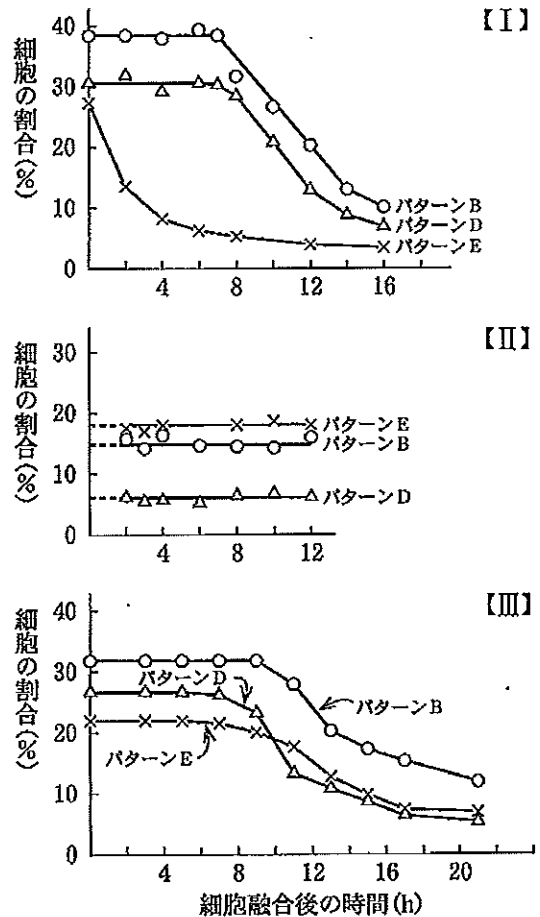 【Ⅰ】
細胞の割合(%)
40
30
20
10
0
4
8
12
16
パターンB
パターンD
パターンE
【Ⅱ】
細胞の割合(%)
30
20
10
0
4
8
12
パターンE
パターンB
パターンD
【Ⅲ】
細胞の割合(%)
40
30
20
10
0
4
8
12
16
20
パターンD
パターンB
パターンE
細胞融合後の時間(h)